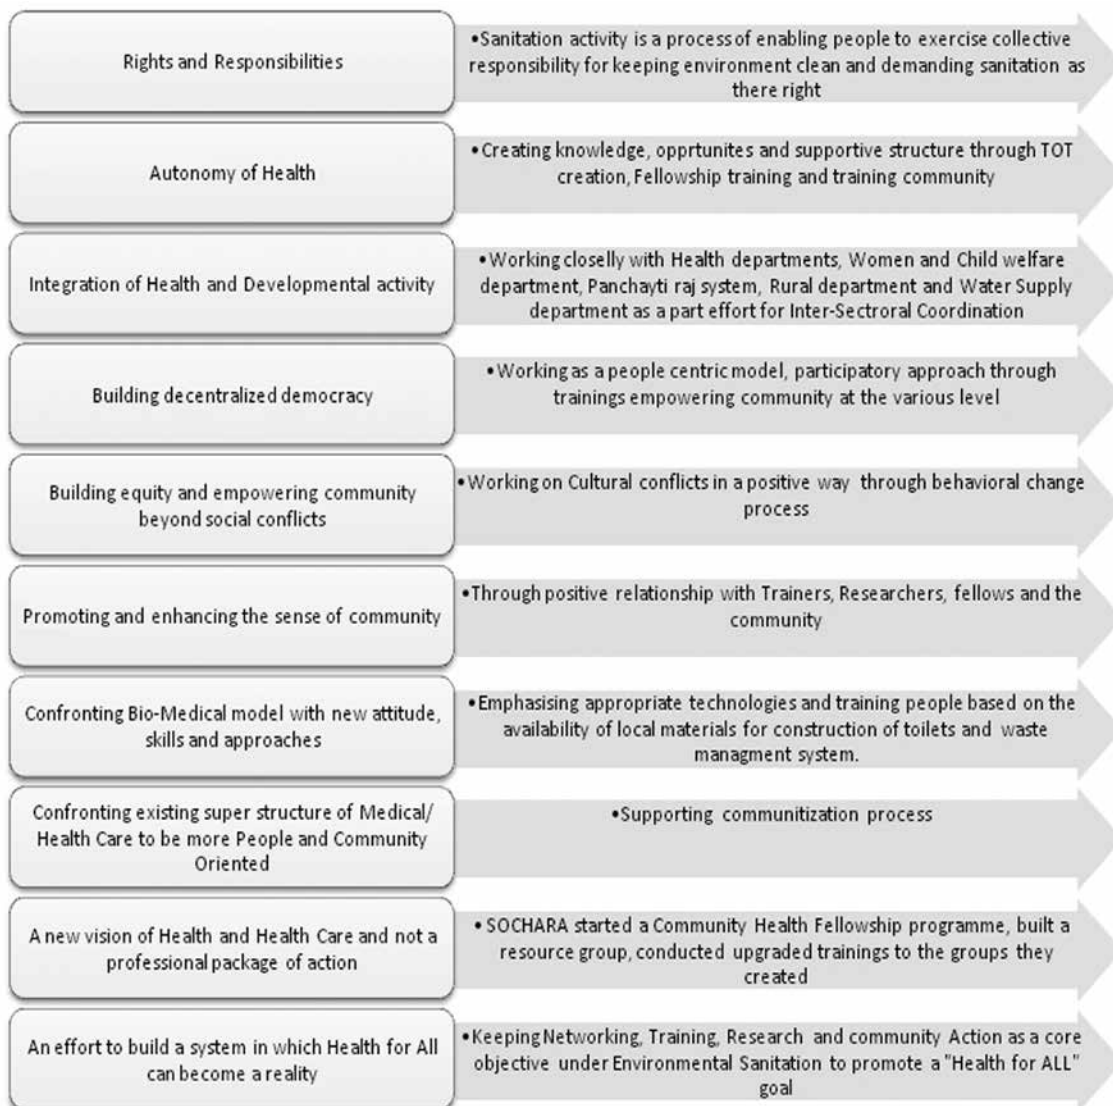 Rights and Responsibilities
•Sanitation activity is a process of enabling people to exercise collective
responsibility for keeping environment clean and demanding sanitation as
there right
Autonomy of Health
•Creating knowledge, opprtunites and supportive structure through TOT
creation, Fellowship training and training community
Integration of Health and Developmental activity
•Working closelly with Health departments, Women and Child welfare
department, Panchayti raj system, Rural department and Water Supply
department as a part effort for Inter-Sectroral Coordination
Building decentralized democracy
•Working as a people centric model, participatory approach through
trainings empowering community at the various level
Building equity and empowering community
beyond social conflicts
•Working on Cultural conflicts in a positive way through behavioral change
process
Promoting and enhancing the sense of community
•Through positive relationship with Trainers, Researchers, fellows and the
community
Confronting Bio-Medical model with new attitude,
skills and approaches
•Emphasising appropriate technologies and training people based on the
availability of local materials for construction of toilets and waste
managment system.
Confronting existing super structure of Medical/
Health Care to be more People and Community
Oriented
•Supporting communitization process
A new vision of Health and Health Care and not a
professional package of action
• SOCHARA started a Community Health Fellowship programme, built a
resource group, conducted upgraded trainings to the groups they
created
An effort to build a system in which Health for All
can become a reality
•Keeping Networking, Training, Research and community Action as a core
objective under Environmental Sanitation to promote a "Health for ALL"
goal